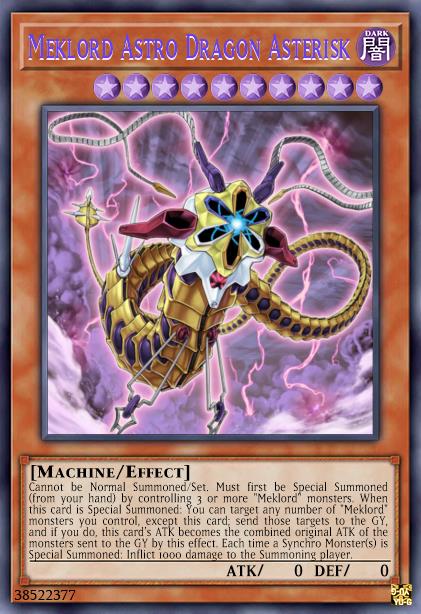 MEKLORD ASTRO DRAGON ASTERISK
DARK
闇
[MACHINE/EFFECT]
Cannot be Normal Summoned/Set. Must first be Special Summoned
(from your hand) by controlling 3 or more "Meklord" monsters. When
this card is Special Summoned: You can target any number of "Meklord"
monsters you control, except this card; send those targets to the GY,
and if you do, this card's ATK becomes the combined original ATK of the
monsters sent to the GY by this effect. Each time a Synchro Monster(s) is
Special Summoned: Inflict 1000 damage to the Summoning player.
ATK/ 0 DEF/ 0
38522377